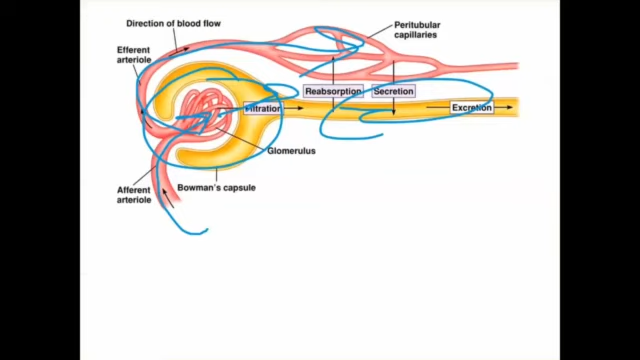 Direction of blood flow
Peritubular
capillaries
Efferent
arteriole
Reabsorption
Secretion
Filtration
Excretion
Glomerulus
Afferent
arteriole
Bowman's capsule